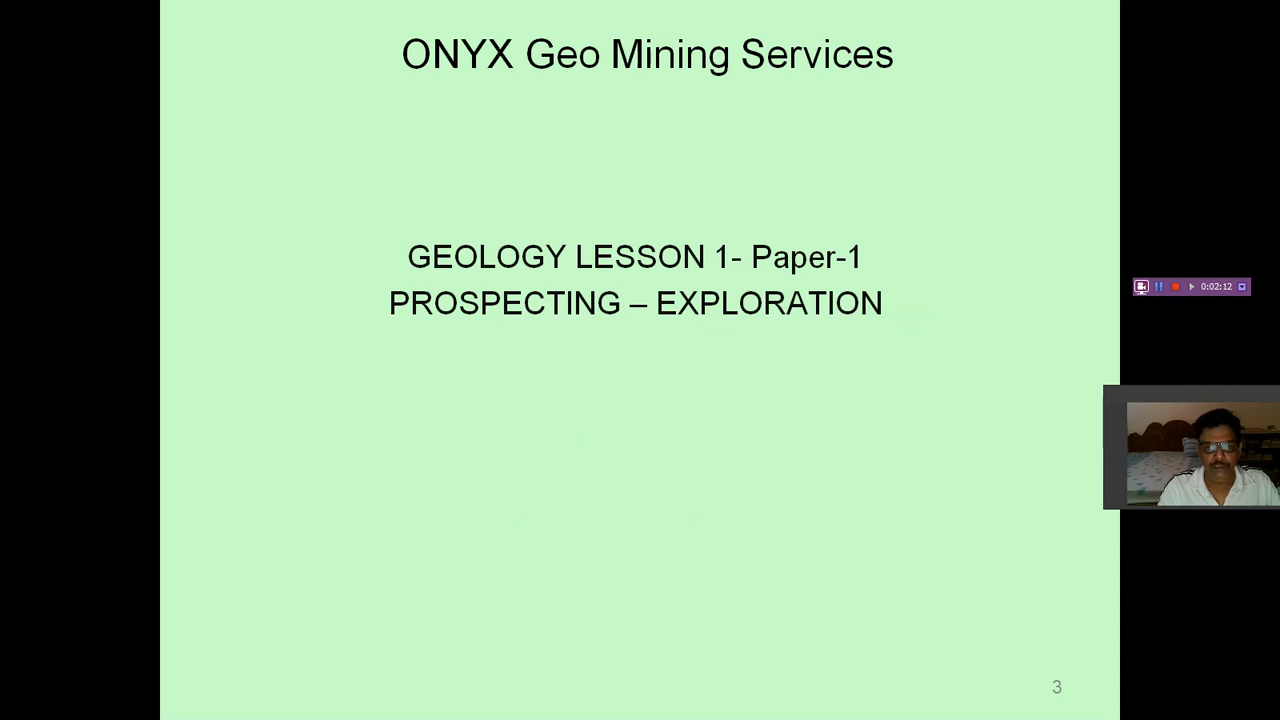 ONYX Geo Mining Services
GEOLOGY LESSON 1- Paper-1
PROSPECTING – EXPLORATION
0:02:12
3